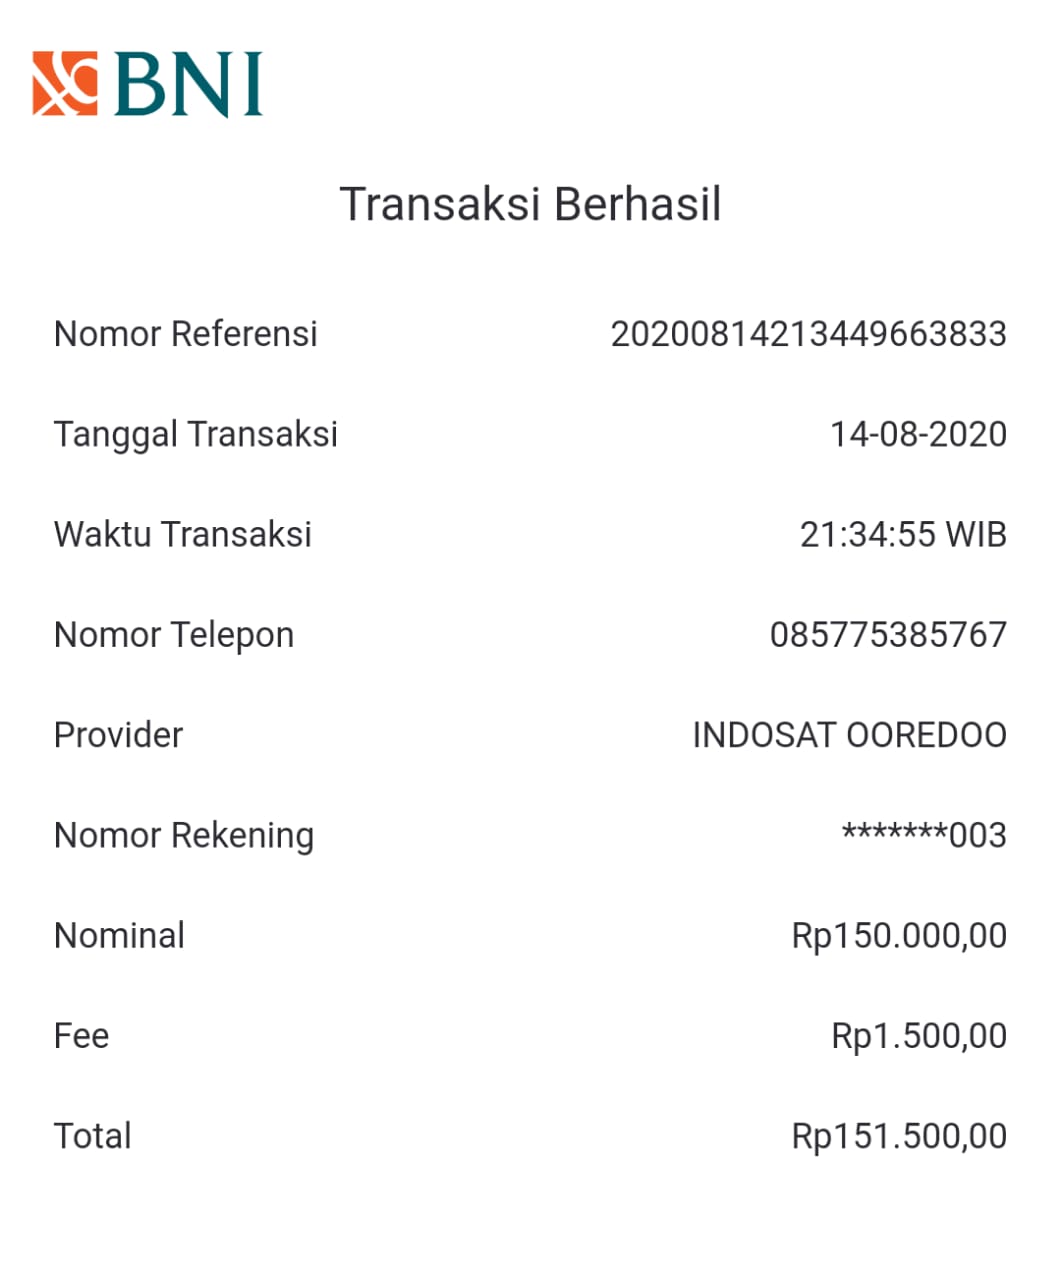 BNI
Transaksi Berhasil
Nomor Referensi 20200814213449663833
Tanggal Transaksi 14-08-2020
Waktu Transaksi 21:34:55 WIB
Nomor Telepon 085775385767
Provider INDOSAT OOREDOO
Nomor Rekening *******003
Nominal Rp150.000,00
Fee Rp1.500,00
Total Rp151.500,00